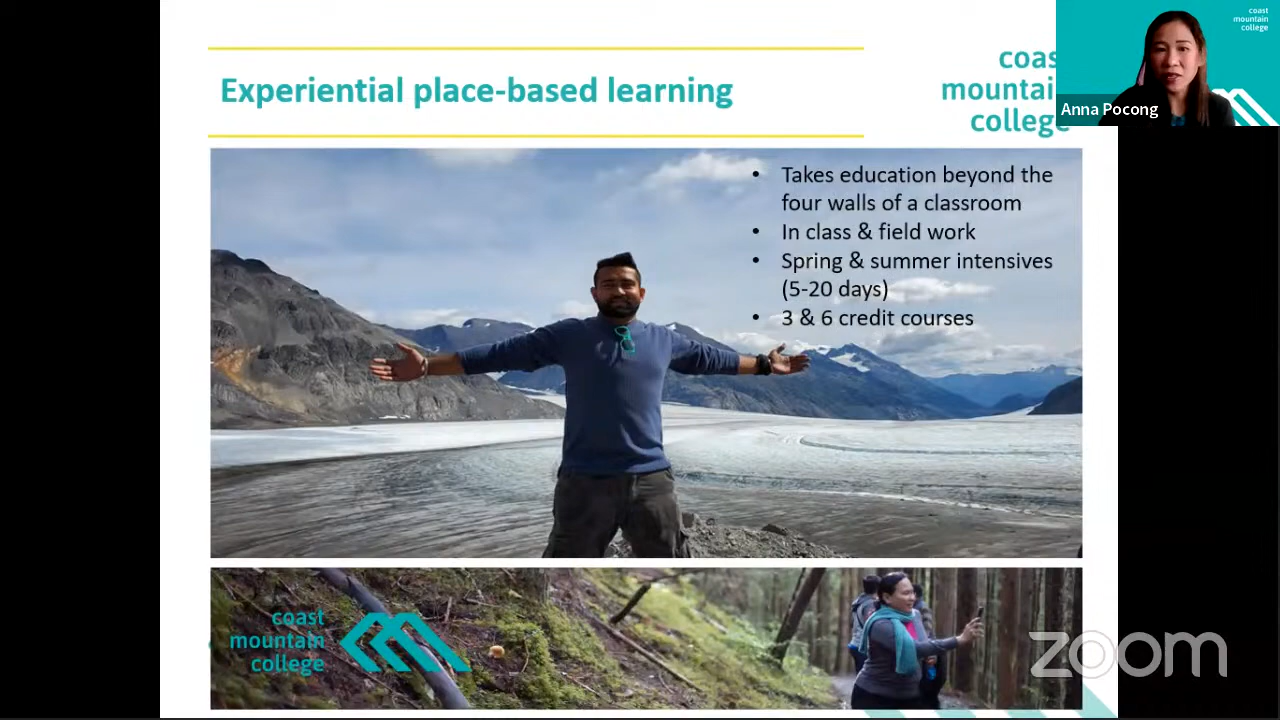 Experiential place-based learning
coas
mountai
college
coast
mountain
college
Anna Pocong
• Takes education beyond the
four walls of a classroom
• In class & field work
• Spring & summer intensives
(5-20 days)
• 3 & 6 credit courses
coast
mountain
college
zoom